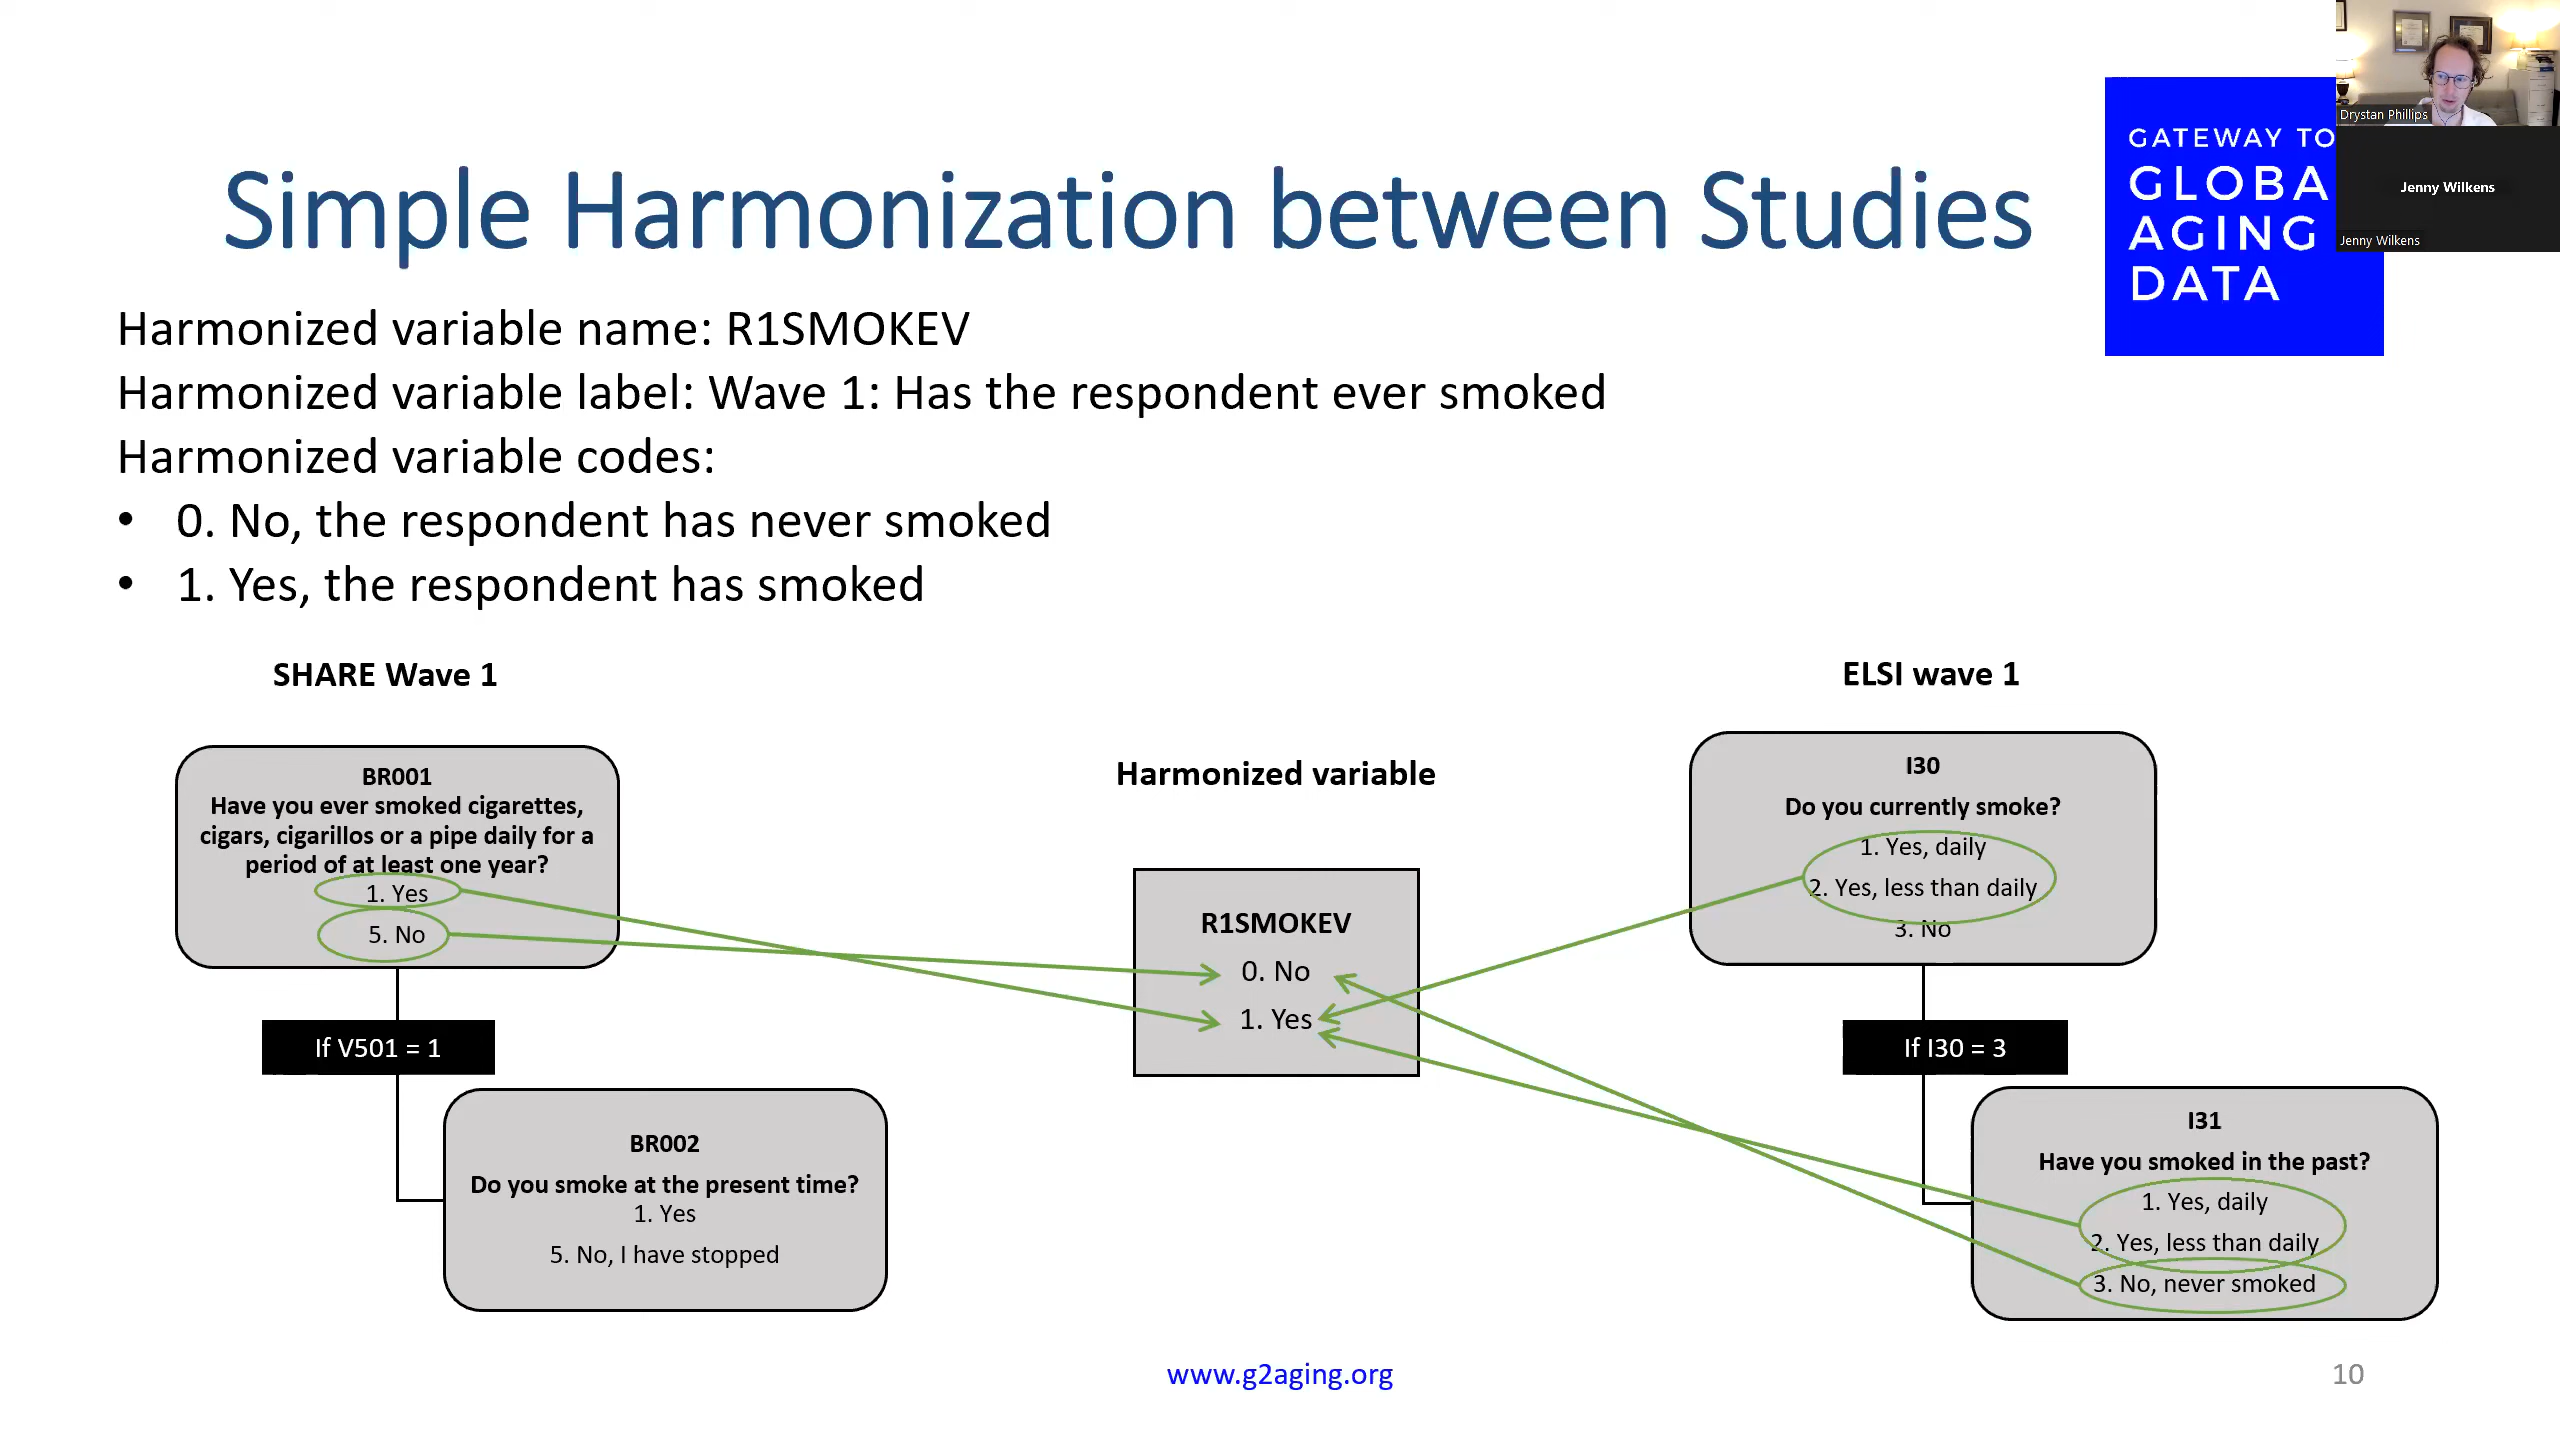 Drystan Phillips
Jenny Wilkens
Jenny Wilkens
GATEWAY TO
GLOBA
AGING
DATA
Simple Harmonization between Studies
Harmonized variable name: R1SMOKEV
Harmonized variable label: Wave 1: Has the respondent ever smoked
Harmonized variable codes:
• 0. No, the respondent has never smoked
• 1. Yes, the respondent has smoked
SHARE Wave 1
BR001
Have you ever smoked cigarettes,
cigars, cigarillos or a pipe daily for a
period of at least one year?
1. Yes
5. No
If V501 = 1
BR002
Do you smoke at the present time?
1. Yes
5. No, I have stopped
Harmonized variable
R1SMOKEV
0. No
1. Yes
ELSI wave 1
I30
Do you currently smoke?
1. Yes, daily
2. Yes, less than daily
3. No
If I30 = 3
I31
Have you smoked in the past?
1. Yes, daily
2. Yes, less than daily
3. No, never smoked
www.g2aging.org
10